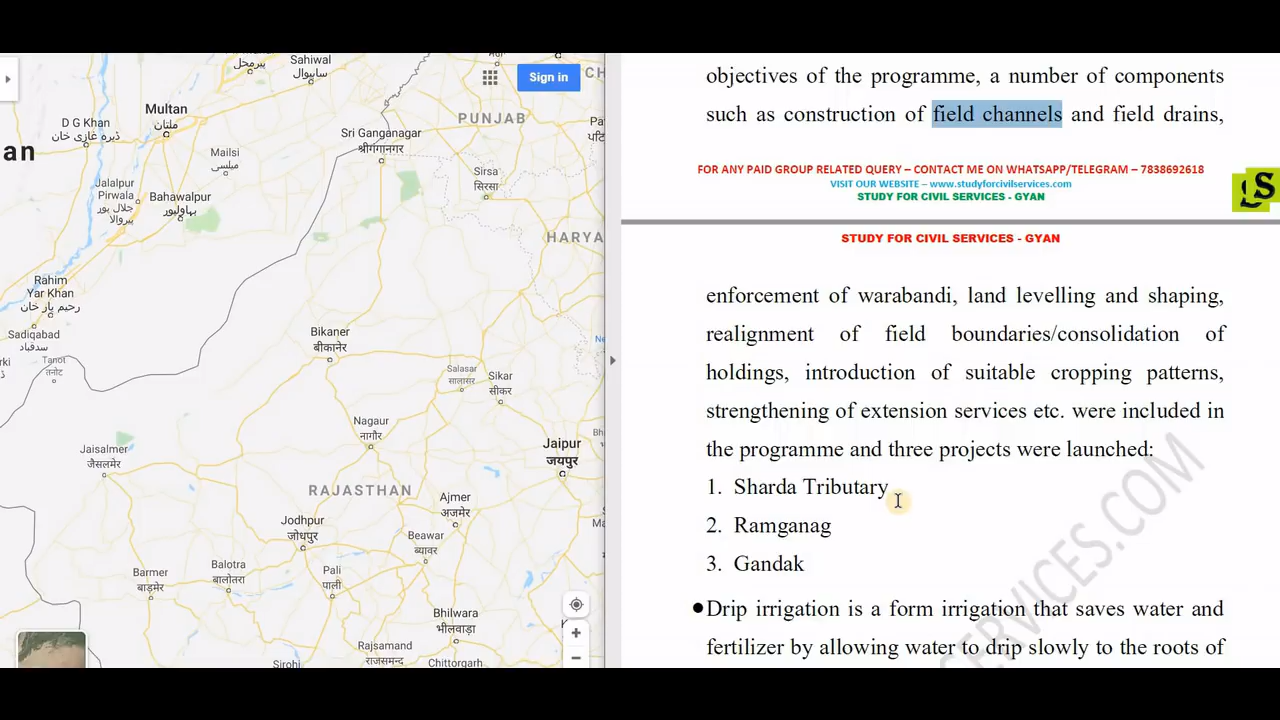 Sahiwal
ساہیوال
Multan
ملتان
D G Khan
ڈیرہ غازی خان
an
Mailsi
میلسی
Jalalpur
Pirwala
جلال پور
پیروالا
Bahawalpur
بہاولپور
Rahim
Yar Khan
رحیم یار خان
Sadiqabad
صادق آباد
Tanot
तनोट
Sign in
CH
PUNJAB
Sri Ganganagar
श्रीगंगानगर
Sirsa
सिरसा
HARYA
Bikaner
बीकानेर
Salasar
सालासर
Sikar
सीकर
Nagaur
नागौर
Jaisalmer
जैसलमेर
Jaipur
जयपुर
RAJASTHAN
Ajmer
अजमेर
Jodhpur
जोधपुर
Beawar
ब्यावर
Barmer
बाड़मेर
Balotra
बालोतरा
Pali
पाली
Bhilwara
भीलवाड़ा
Rajsamand
राजसमन्द
Sirohi
Chittorgarh
objectives of the programme, a number of components
such as construction of field channels and field drains,
FOR ANY PAID GROUP RELATED QUERY – CONTACT ME ON WHATSAPP/TELEGRAM – 7838692618
VISIT OUR WEBSITE – www.studyforcivilservices.com
STUDY FOR CIVIL SERVICES - GYAN
S
STUDY FOR CIVIL SERVICES - GYAN
enforcement of warabandi, land levelling and shaping,
realignment of field boundaries/consolidation of
holdings, introduction of suitable cropping patterns,
strengthening of extension services etc. were included in
the programme and three projects were launched:
1. Sharda Tributary
2. Ramganag
3. Gandak
●Drip irrigation is a form irrigation that saves water and
fertilizer by allowing water to drip slowly to the roots of
SERVICES.COM